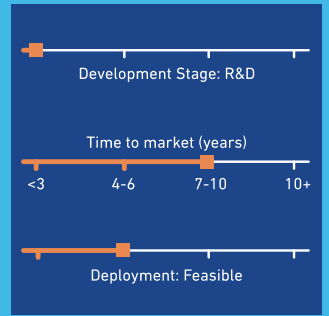 Development Stage: R&D
Time to market (years)
<3 4-6 7-10 10+
Deployment: Feasible